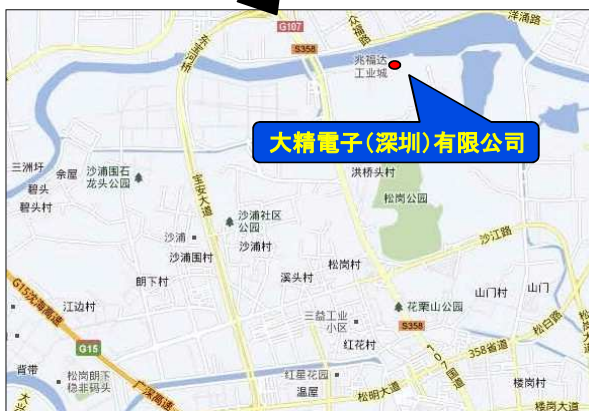 G107
众福路
洋涌路
S358
东宝河桥
兆福达
工业城
大精電子(深圳)有限公司
三洲圩
余屋
沙浦围石
龙头公园
碧头
碧头村
宝安大道
洪桥头村
松岗公园
沙浦社区
公园
沙浦
沙浦村
沙浦围村
沙江路
松岗村
朗下村
溪头村
山门村
山门
G15沈海高速
江边村
花果山公园
三益工业
小区
S358
松白路
G15
红花村
107国道
358省道
背带
松岗朗下
稳非码头
红星花园
温屋
广深高速
松明大道
楼岗村
楼岗大道